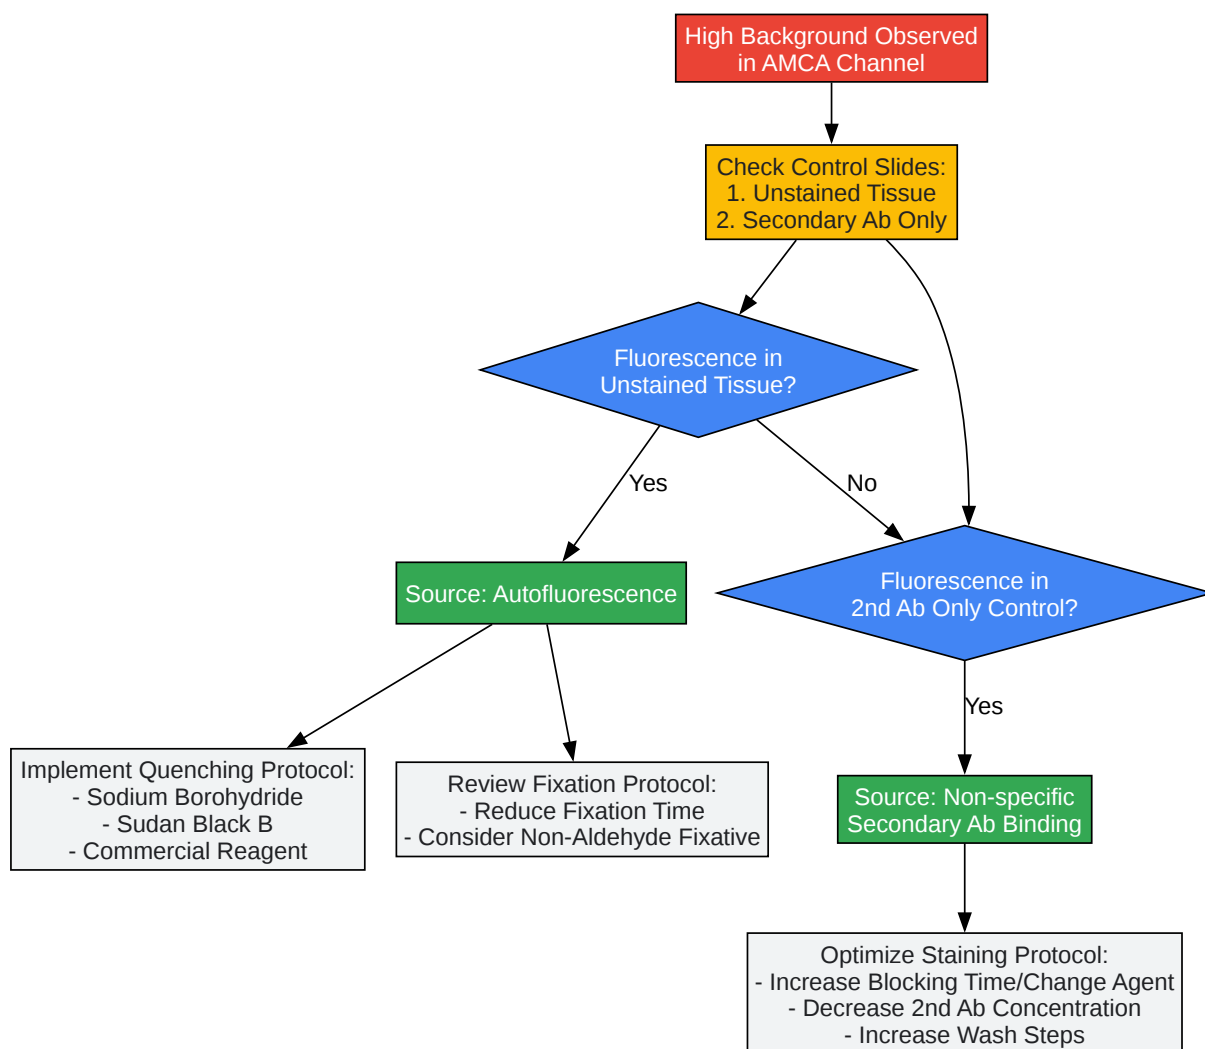 High Background Observed
in AMCA Channel
Check Control Slides:
1. Unstained Tissue
2. Secondary Ab Only
Fluorescence in
Unstained Tissue?
Yes
No
Source: Autofluorescence
Fluorescence in
2nd Ab Only Control?
Yes
Implement Quenching Protocol:
- Sodium Borohydride
- Sudan Black B
- Commercial Reagent
Review Fixation Protocol:
- Reduce Fixation Time
- Consider Non-Aldehyde Fixative
Source: Non-specific
Secondary Ab Binding
Optimize Staining Protocol:
- Increase Blocking Time/Change Agent
- Decrease 2nd Ab Concentration
- Increase Wash Steps